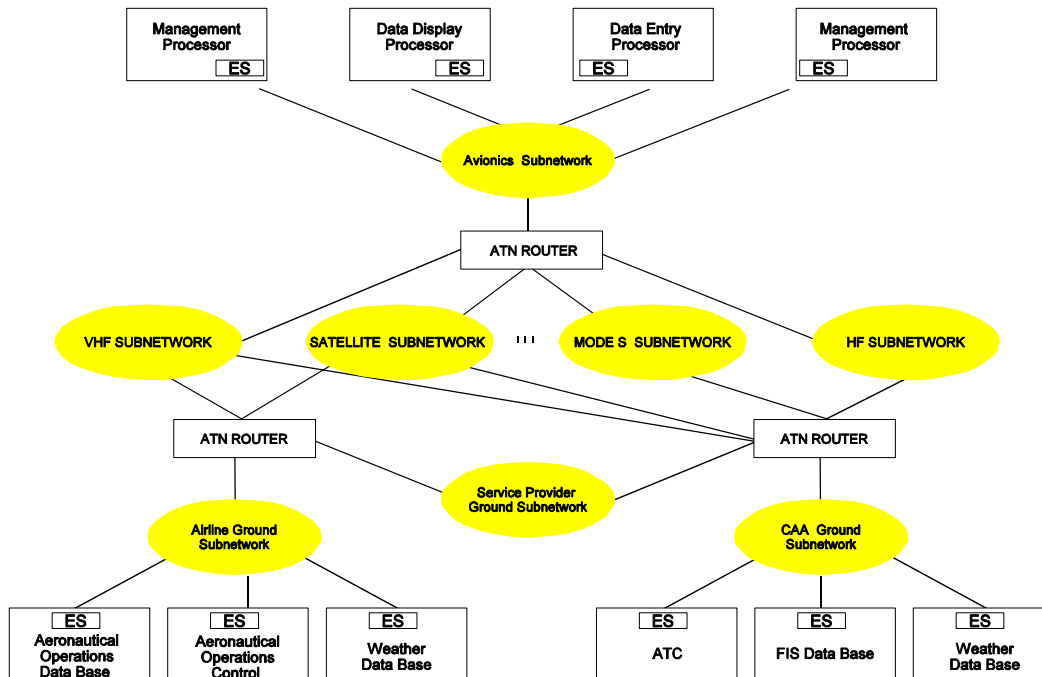 Management
Processor
ES
Data Display
Processor
ES
Data Entry
Processor
ES
Management
Processor
ES
Avionics Subnetwork
ATN ROUTER
VHF SUBNETWORK
SATELLITE SUBNETWORK
MODE S SUBNETWORK
HF SUBNETWORK
ATN ROUTER
ATN ROUTER
Service Provider
Ground Subnetwork
Airline Ground
Subnetwork
CAA Ground
Subnetwork
ES
Aeronautical
Operations
Data Base
ES
Aeronautical
Operations
Control
ES
Weather
Data Base
ES
ATC
ES
FIS Data Base
ES
Weather
Data Base